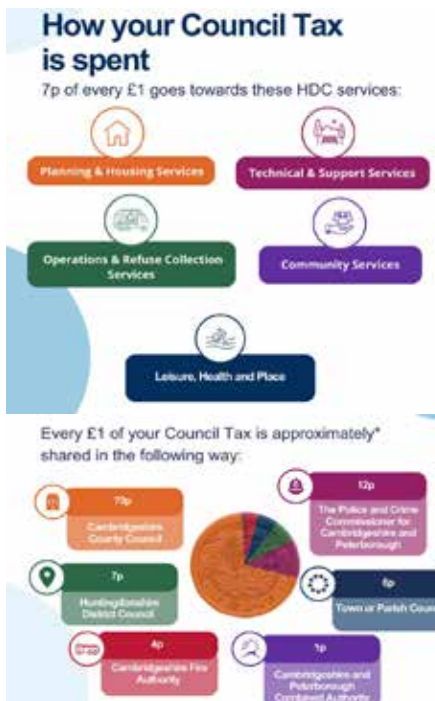 How your Council Tax
is spent
7p of every £1 goes towards these HDC services:
Planning & Housing Services
Technical & Support Services
Operations & Refuse Collection
Services
Community Services
Leisure, Health and Place
Every £1 of your Council Tax is approximately*
shared in the following way:
Cambridgeshire
County Council
12p
The Police and Crime
Commissioner for
Cambridgeshire and
Peterborough
7p
Huntingdonshire
District Council
Town or Parish Coun
4p
Cambridgeshire Fire
Authority
1p
Cambridgeshire and
Peterborough
Combined Authority